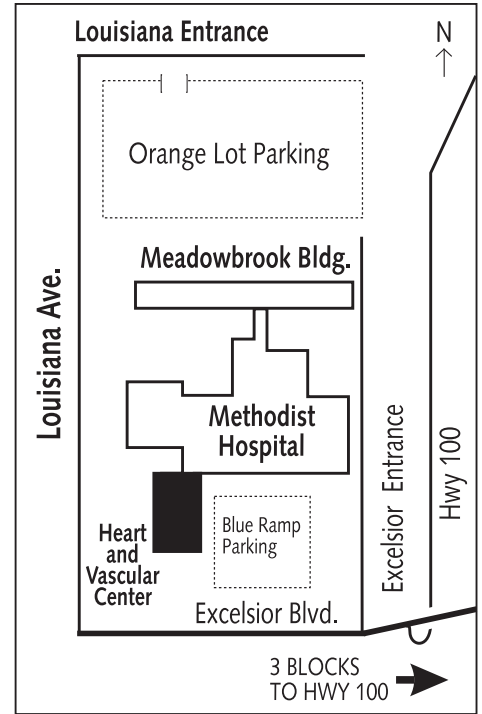 Louisiana Entrance
N
Orange Lot Parking
Meadowbrook Bldg.
Louisiana Ave.
Methodist
Hospital
Excelsior Entrance
Hwy 100
Heart
and
Vascular
Center
Blue Ramp
Parking
Excelsior Blvd.
3 BLOCKS
TO HWY 100